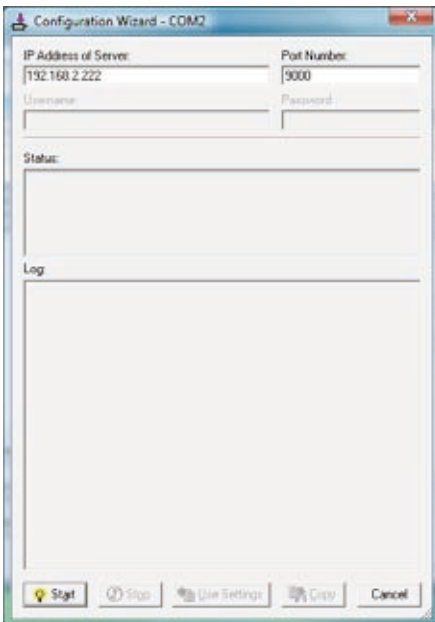 Configuration Wizard - COM2
IP Address of Server: Port Number:
192.168.2.222 9000
Username: Password:
Status:
Log:
Start Stop Use Settings Copy Cancel